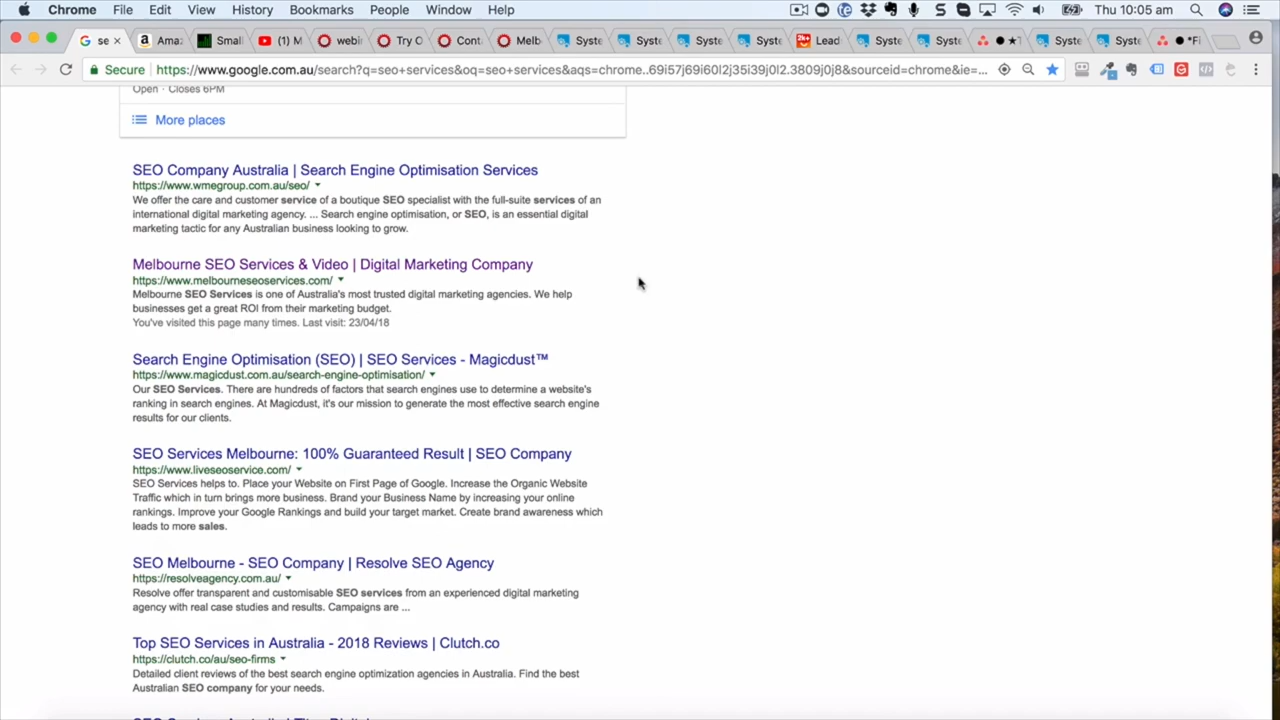 Chrome File Edit View History Bookmarks People Window Help Thu 10:05 am
se Ama Small (1) M webin Try O Cont Melb Syste Syste Syste Syste Lead Syste Syste Syste Syste
Secure https://www.google.com.au/search?q=seo+services&oq=seo+services&aqs=chrome..69i57j69i60l2j35i39j0l2.3809j0j8&sourceid=chrome&ie=...
Open · Closes 6PM
More places
SEO Company Australia | Search Engine Optimisation Services
https://www.wmegroup.com.au/seo/
We offer the care and customer service of a boutique SEO specialist with the full-suite services of an
international digital marketing agency. ... Search engine optimisation, or SEO, is an essential digital
marketing tactic for any Australian business looking to grow.
Melbourne SEO Services & Video | Digital Marketing Company
https://www.melbourneseoservices.com/
Melbourne SEO Services is one of Australia's most trusted digital marketing agencies. We help
businesses get a great ROI from their marketing budget.
You've visited this page many times. Last visit: 23/04/18
Search Engine Optimisation (SEO) | SEO Services - Magicdust™
https://www.magicdust.com.au/search-engine-optimisation/
Our SEO Services. There are hundreds of factors that search engines use to determine a website's
ranking in search engines. At Magicdust, it's our mission to generate the most effective search engine
results for our clients.
SEO Services Melbourne: 100% Guaranteed Result | SEO Company
https://www.liveseoservice.com/
SEO Services helps to. Place your Website on First Page of Google. Increase the Organic Website
Traffic which in turn brings more business. Brand your Business Name by increasing your online
rankings. Improve your Google Rankings and build your target market. Create brand awareness which
leads to more sales.
SEO Melbourne - SEO Company | Resolve SEO Agency
https://resolveagency.com.au/
Resolve offer transparent and customisable SEO services from an experienced digital marketing
agency with real case studies and results. Campaigns are ...
Top SEO Services in Australia - 2018 Reviews | Clutch.co
https://clutch.co/au/seo-firms
Detailed client reviews of the best search engine optimization agencies in Australia. Find the best
Australian SEO company for your needs.